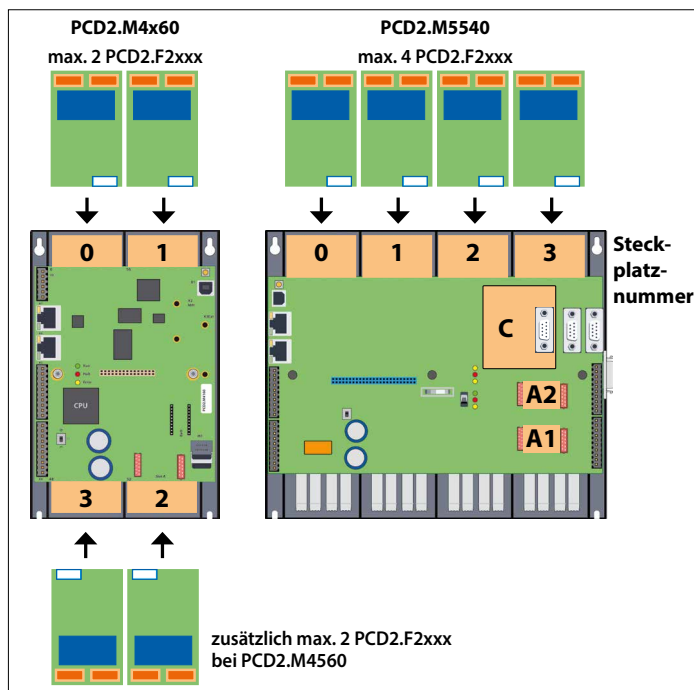 PCD2.M4x60
max. 2 PCD2.F2xxx
PCD2.M5540
max. 4 PCD2.F2xxx
0
1
0
1
2
3
Steck-
platz-
nummer
C
CPU
A2
A1
3
2
zusätzlich max. 2 PCD2.F2xxx
bei PCD2.M4560